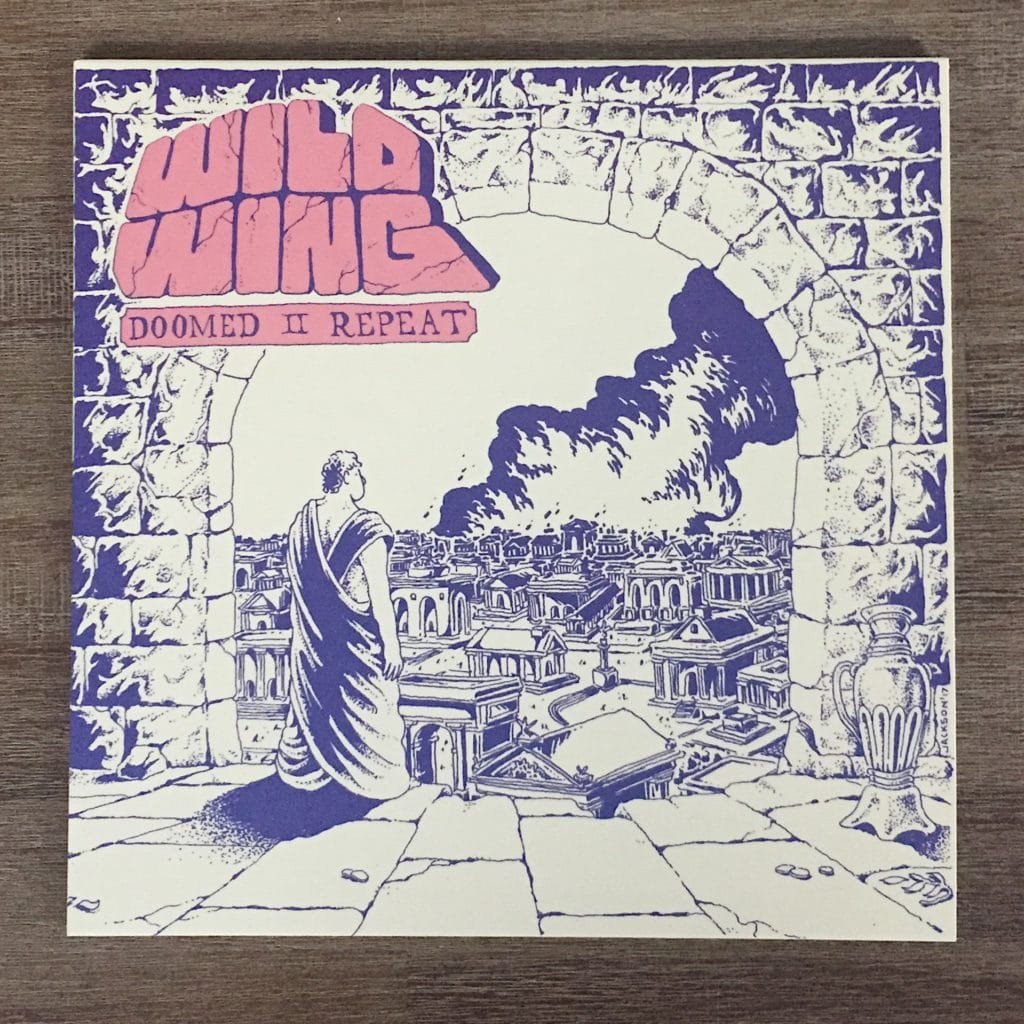 WILD
WING
DOOMED II REPEAT
JACKSON'17